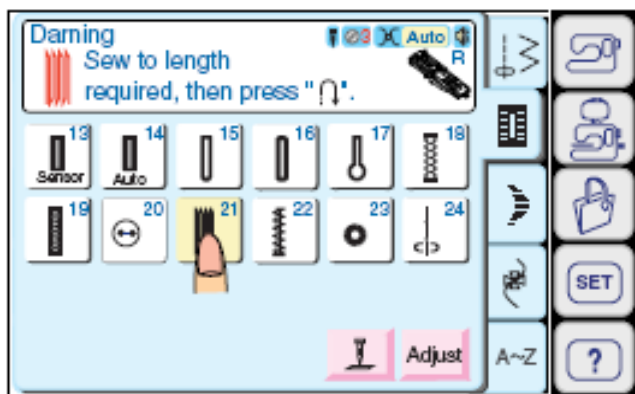 Darning
Auto
Sew to length
R
required, then press "⋂".
13
14
15
16
17
18
Sensor
Auto
19
20
21
22
23
24
SET
Adjust
A~Z
?